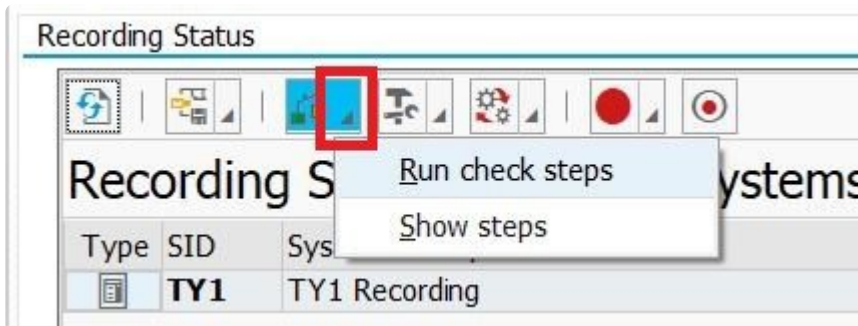 Recording Status
Recording S
ystems
Run check steps
Show steps
Type SID Sys
TY1 TY1 Recording